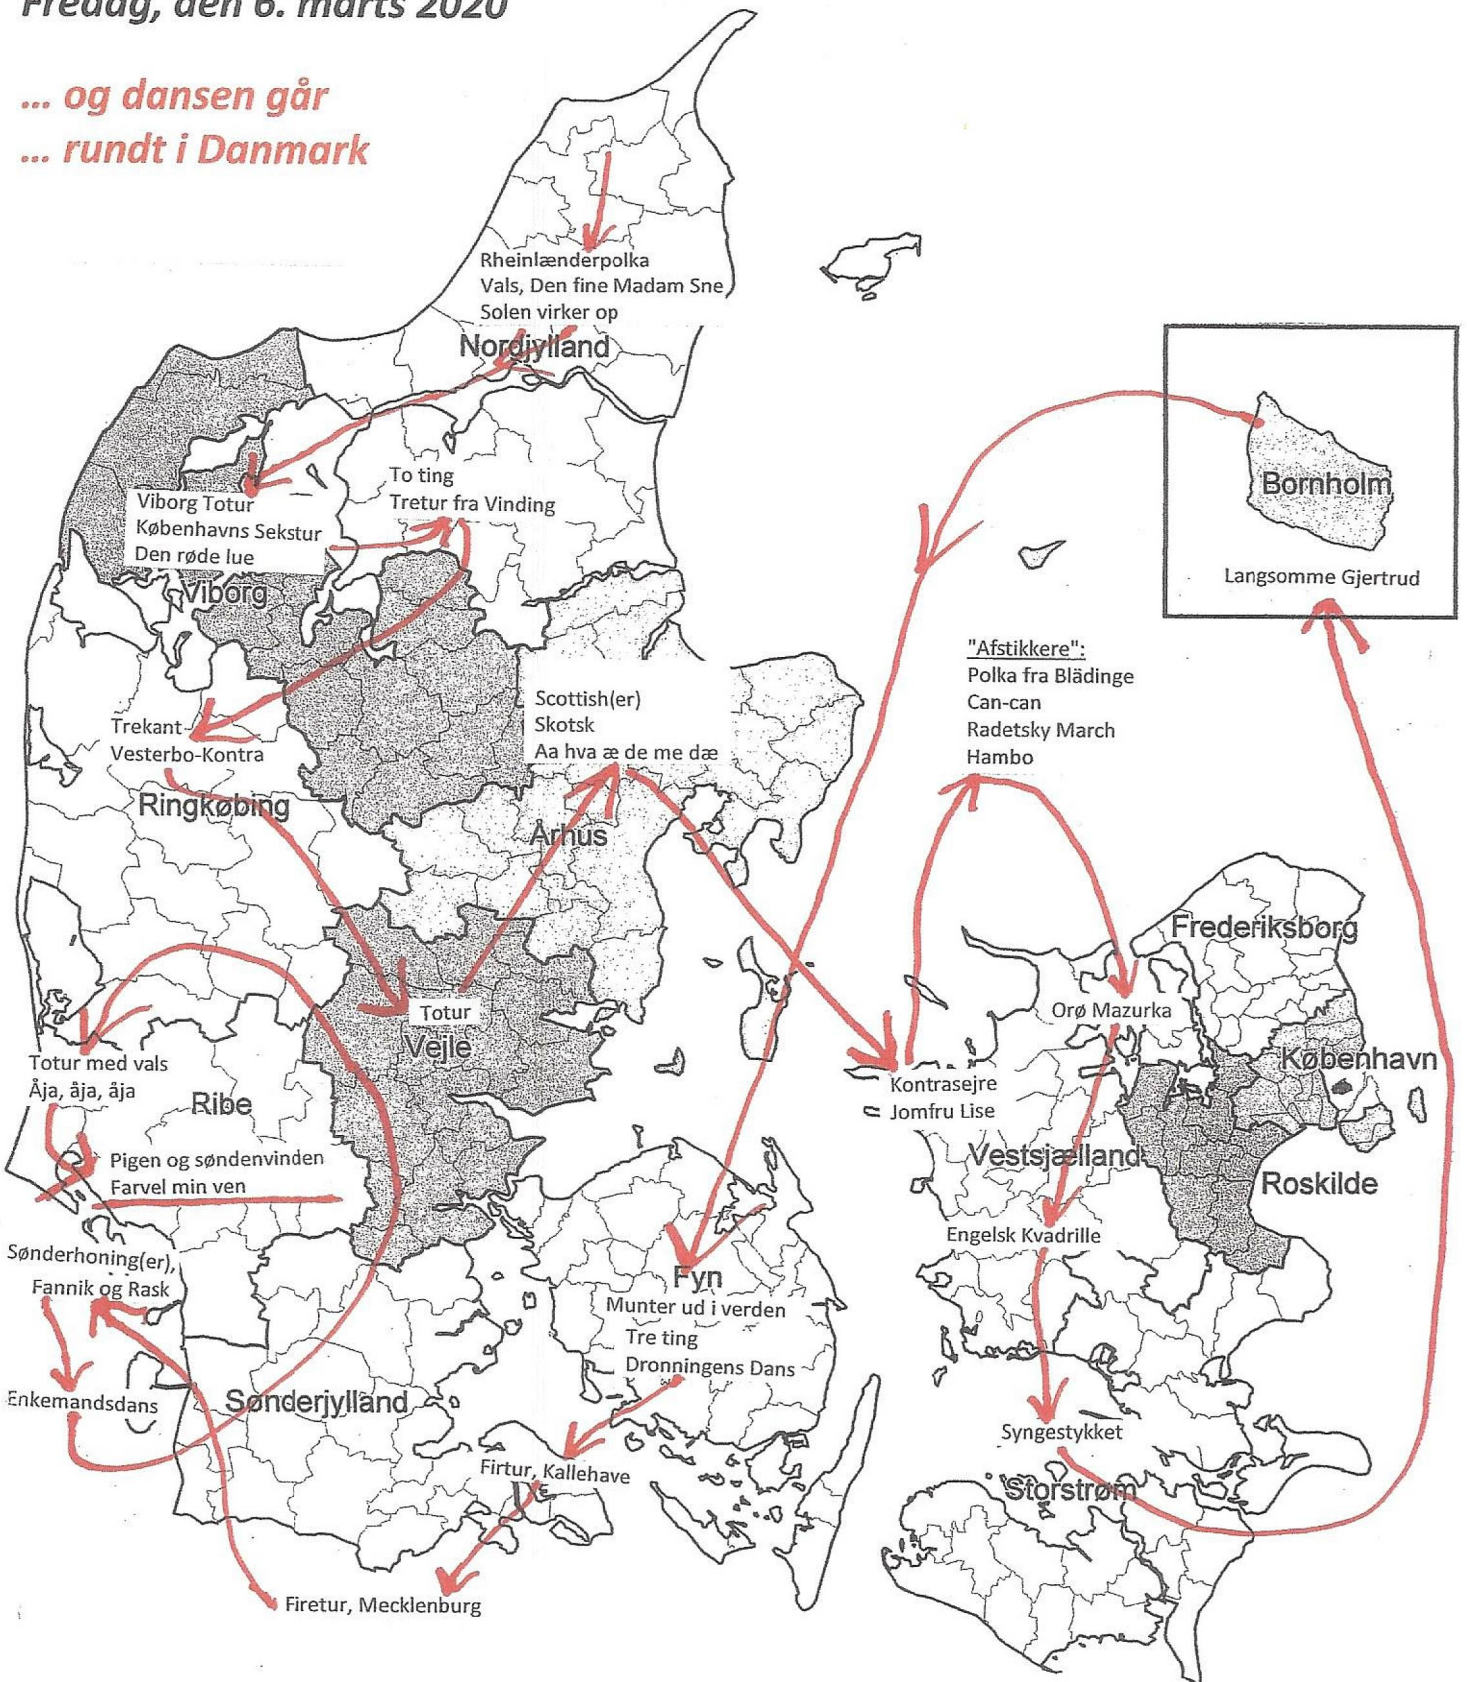 Fredag, den 6. marts 2020
... og dansen går
... rundt i Danmark
Rheinlænderpolka
Vals, Den fine Madam Sne
Solen virker op
Nordjylland
To ting
Tretur fra Vinding
Viborg Totur
Københavns Sekstur
Den røde lue
Viborg
Bornholm
Langsomme Gjertrud
"Afstikkere":
Polka fra Blädinge
Can-can
Radetsky March
Hambo
Scottish(er)
Skotsk
Aa hva æ de me dæ
Trekant
Vesterbo-Kontra
Ringkøbing
Århus
Frederiksborg
Totur
Vejle
Orø Mazurka
København
Totur med vals
Åja, åja, åja
Ribe
Kontrasejre
Jomfru Lise
Vestsjælland
Roskilde
Pigen og søndenvinden
Farvel min ven
Engelsk Kvadrille
Sønderhoning(er),
Fannik og Rask
Fyn
Munter ud i verden
Tre ting
Dronningens Dans
Enkemandsdans
Sønderjylland
Syngestykket
Firtur, Kallehave
Storstrøm
Firetur, Mecklenburg